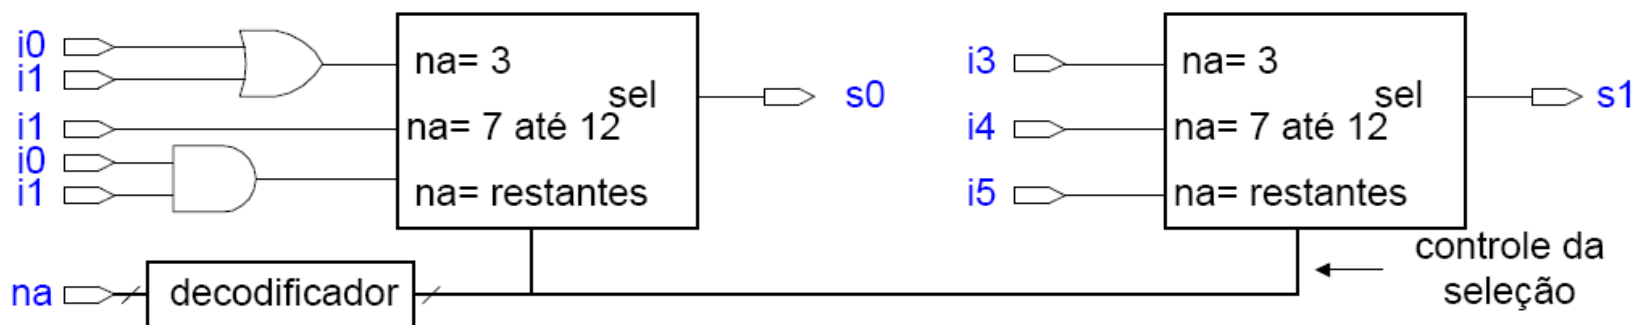 i0
i1
i1
i0
i1
na= 3
sel
na= 7 até 12
na= restantes
s0
i3
i4
i5
na= 3
sel
na= 7 até 12
na= restantes
s1
na
decodificador
controle da
seleção